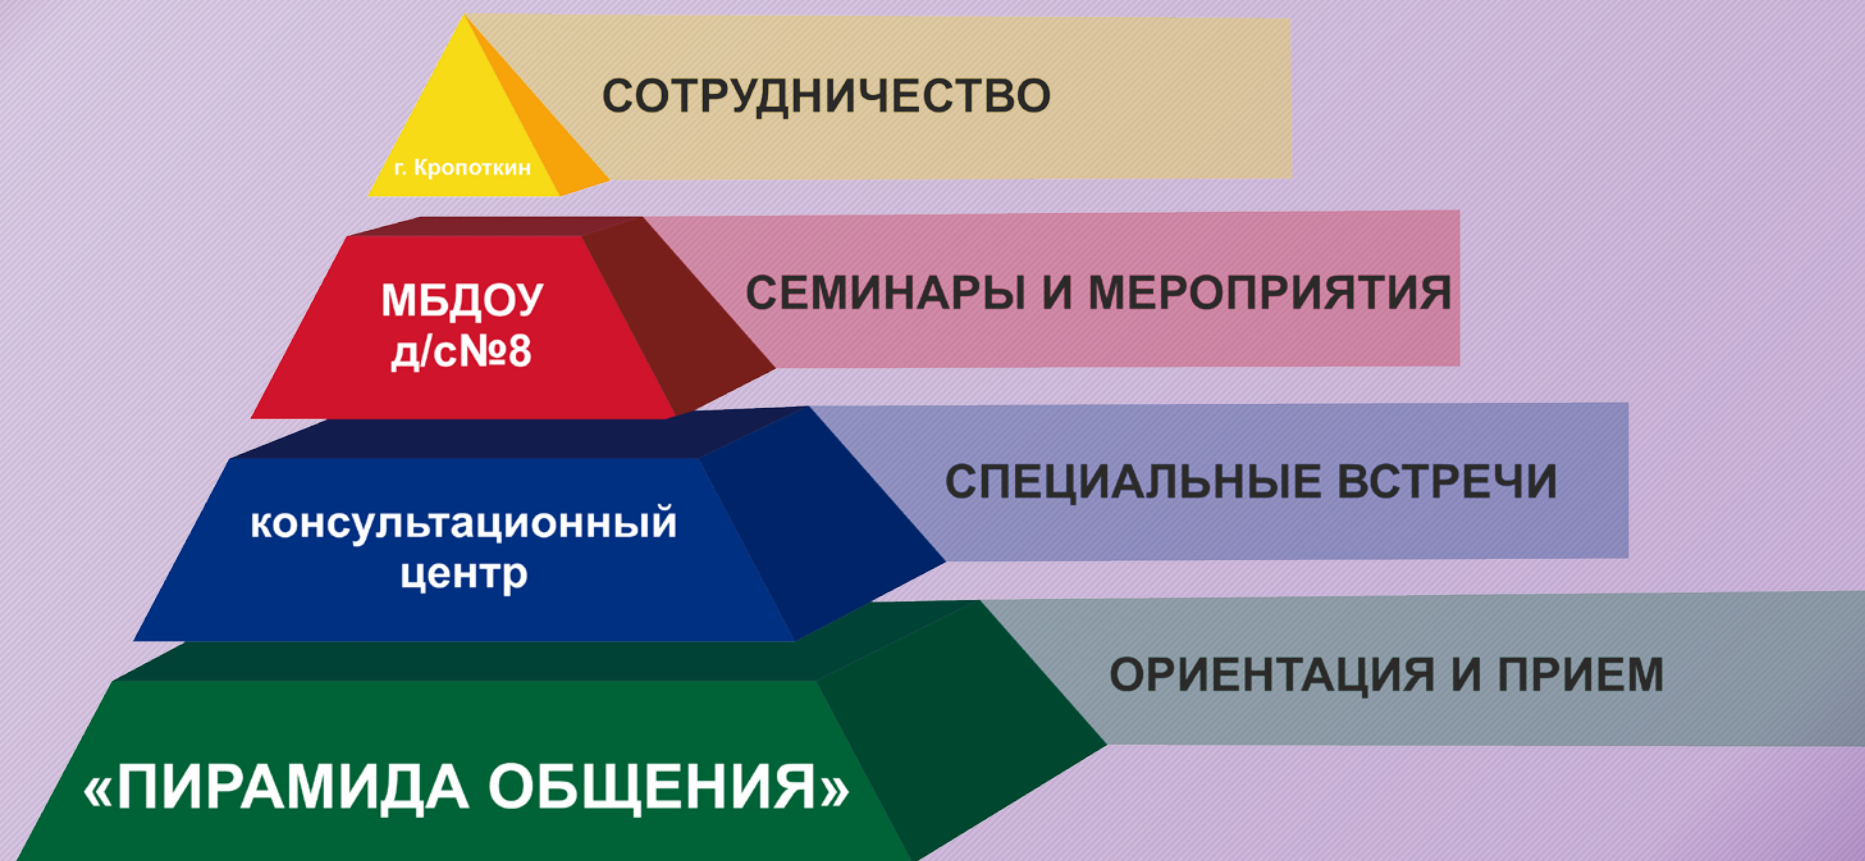 СОТРУДНИЧЕСТВО
г. Кропоткин
СЕМИНАРЫ И МЕРОПРИЯТИЯ
МБДОУ
д/с№8
СПЕЦИАЛЬНЫЕ ВСТРЕЧИ
консультационный
центр
ОРИЕНТАЦИЯ И ПРИЕМ
«ПИРАМИДА ОБЩЕНИЯ»